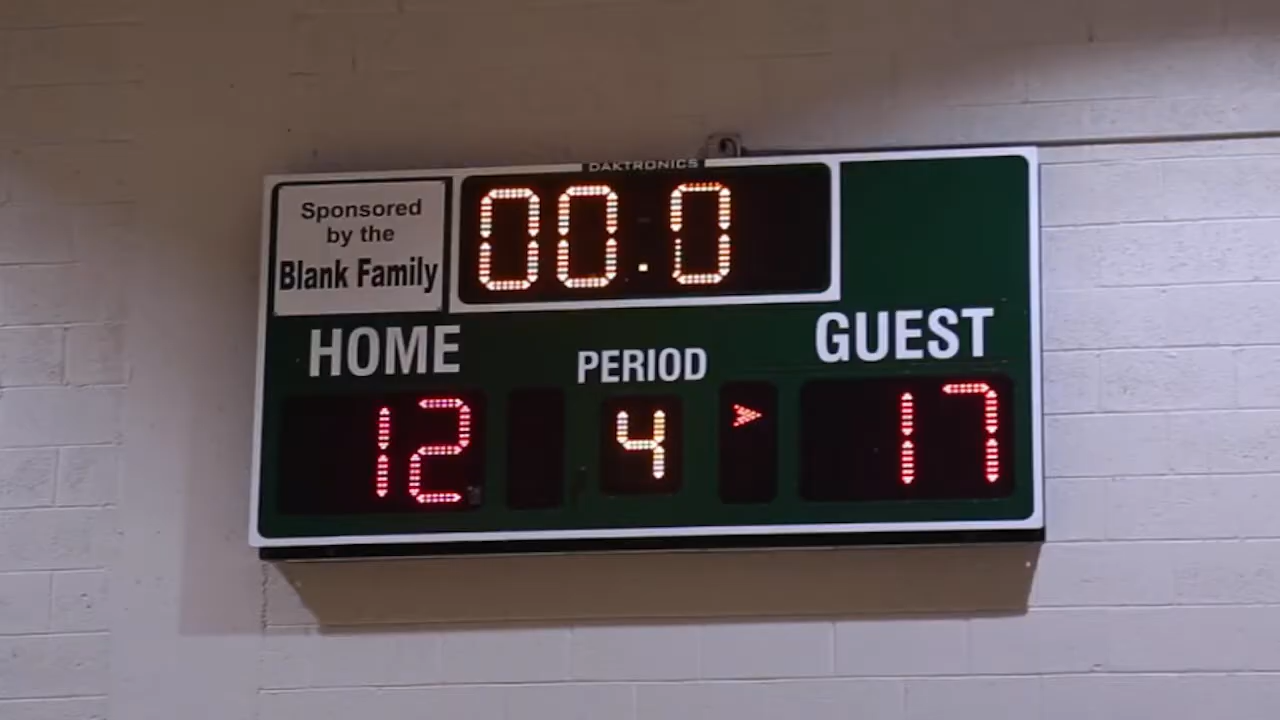 DAKTRONICS
Sponsored
by the
Blank Family
00.0
HOME
PERIOD
GUEST
12
4
17